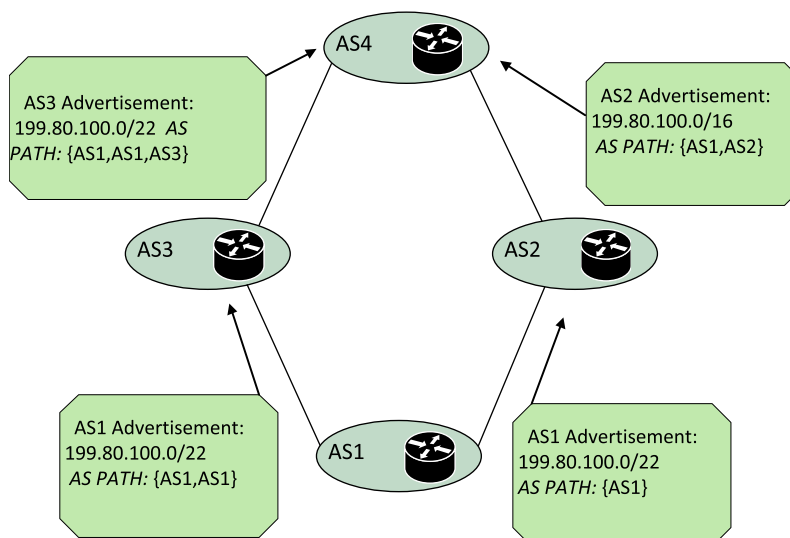 AS4
AS3 Advertisement:
199.80.100.0/22 AS
PATH: {AS1,AS1,AS3}
AS2 Advertisement:
199.80.100.0/16
AS PATH: {AS1,AS2}
AS3
AS2
AS1 Advertisement:
199.80.100.0/22
AS PATH: {AS1,AS1}
AS1
AS1 Advertisement:
199.80.100.0/22
AS PATH: {AS1}